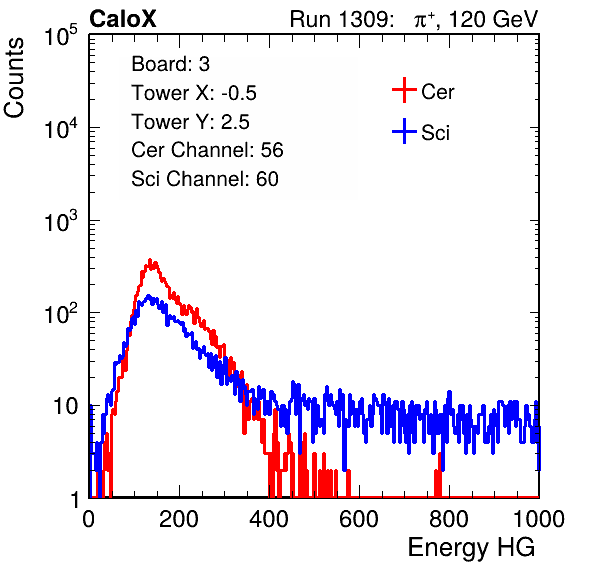 CaloX Run 1309: π⁺, 120 GeV
Counts
10⁵
10⁴
10³
10²
10
1
Board: 3
Tower X: -0.5
Tower Y: 2.5
Cer Channel: 56
Sci Channel: 60
Cer
Sci
0 200 400 600 800 1000
Energy HG